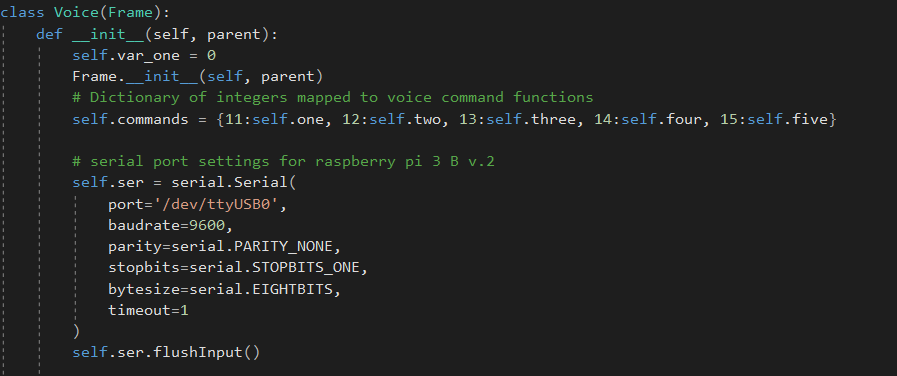 class Voice(Frame):
    def __init__(self, parent):
        self.var_one = 0
        Frame.__init__(self, parent)
        # Dictionary of integers mapped to voice command functions
        self.commands = {11:self.one, 12:self.two, 13:self.three, 14:self.four, 15:self.five}

        # serial port settings for raspberry pi 3 B v.2
        self.ser = serial.Serial(
            port='/dev/ttyUSB0',
            baudrate=9600,
            parity=serial.PARITY_NONE,
            stopbits=serial.STOPBITS_ONE,
            bytesize=serial.EIGHTBITS,
            timeout=1
        )
        self.ser.flushInput()